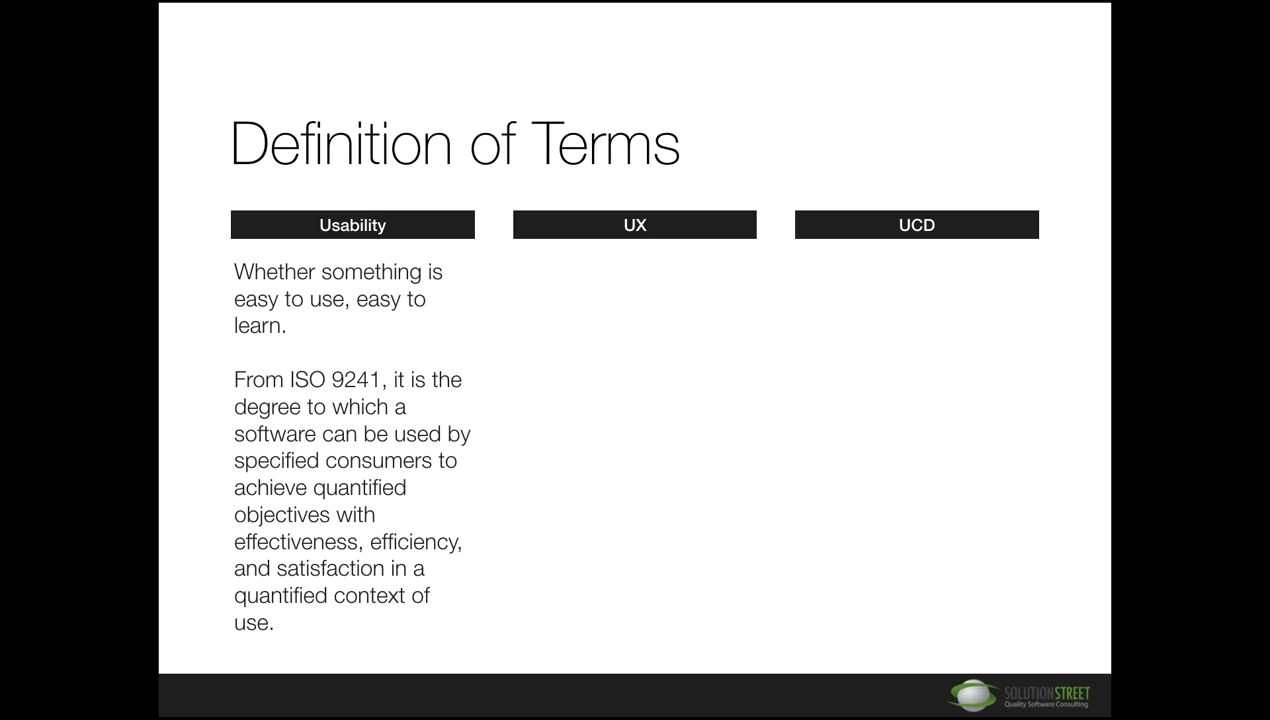 Definition of Terms
Usability
UX
UCD
Whether something is
easy to use, easy to
learn.
From ISO 9241, it is the
degree to which a
software can be used by
specified consumers to
achieve quantified
objectives with
effectiveness, efficiency,
and satisfaction in a
quantified context of
use.
SOLUTIONSTREET
Quality Software Consulting